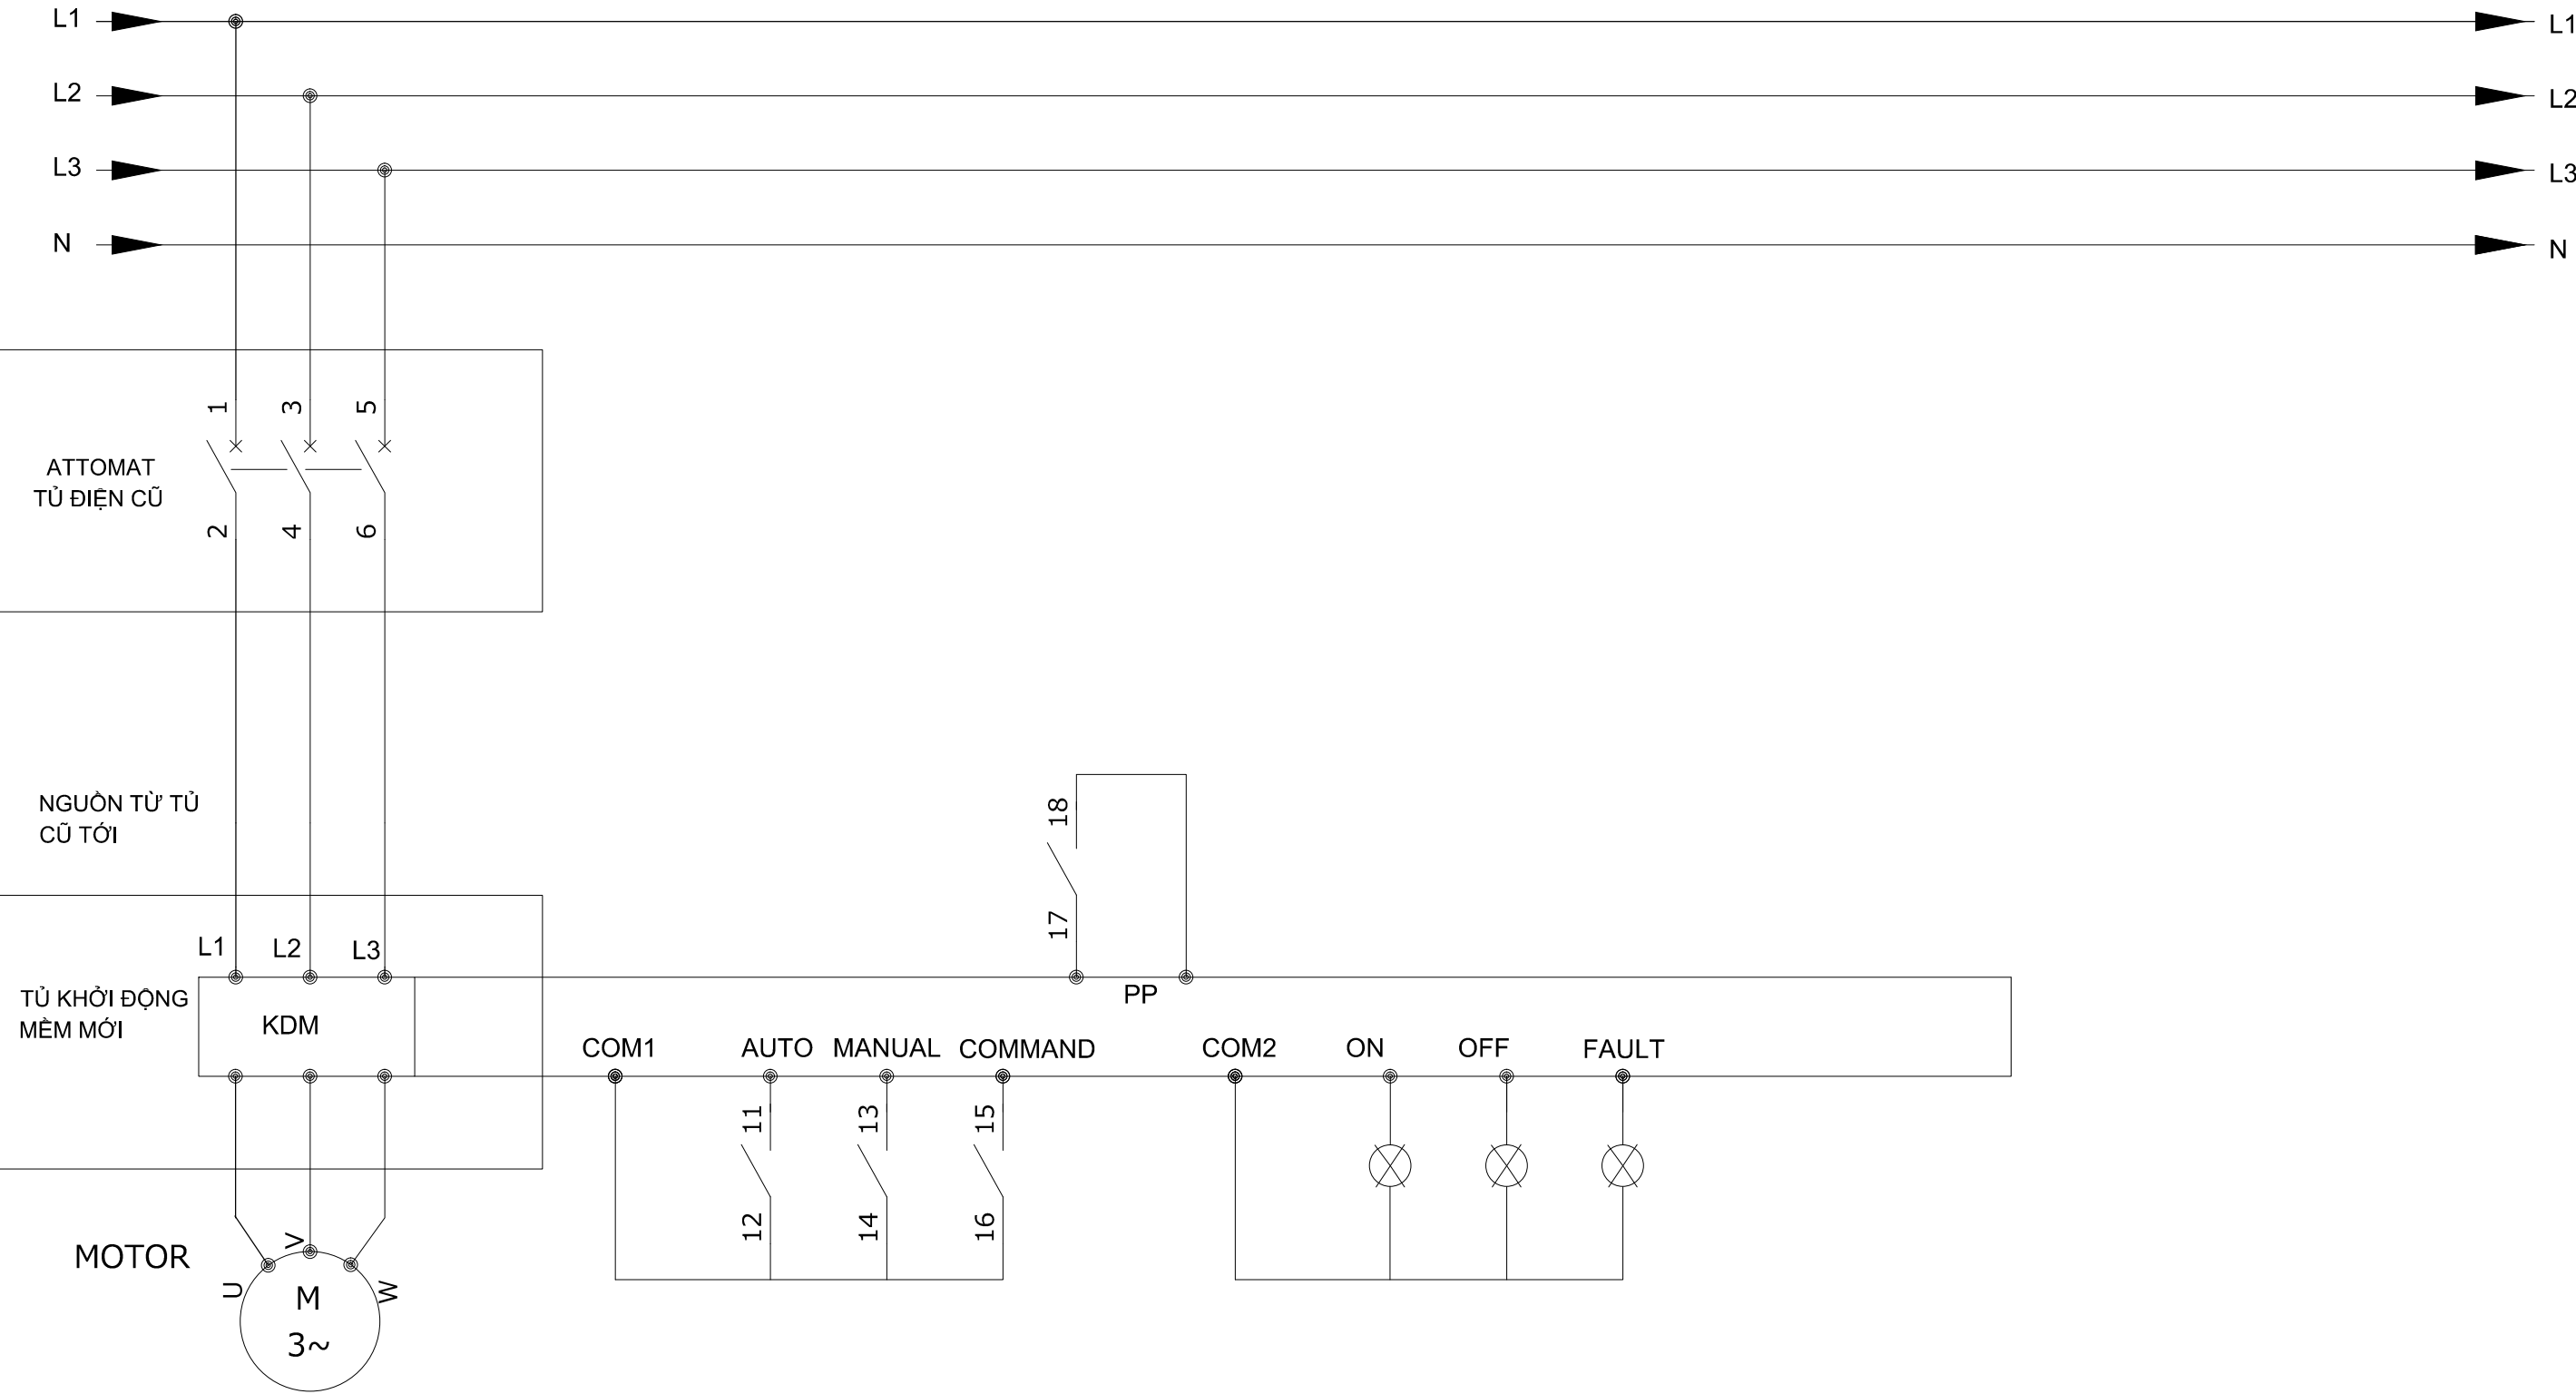 L1
L1
L2
L2
L3
L3
N
N
1
3
5
ATTOMAT
TỦ ĐIỆN CŨ
2
4
6
NGUỒN TỪ TỦ
CŨ TỚI
18
17
L1
L2
L3
PP
TỦ KHỞI ĐỘNG
MỀM MỚI
KDM
COM1
AUTO
MANUAL
COMMAND
COM2
ON
OFF
FAULT
11
13
15
12
14
16
MOTOR
U
V
W
M
3~